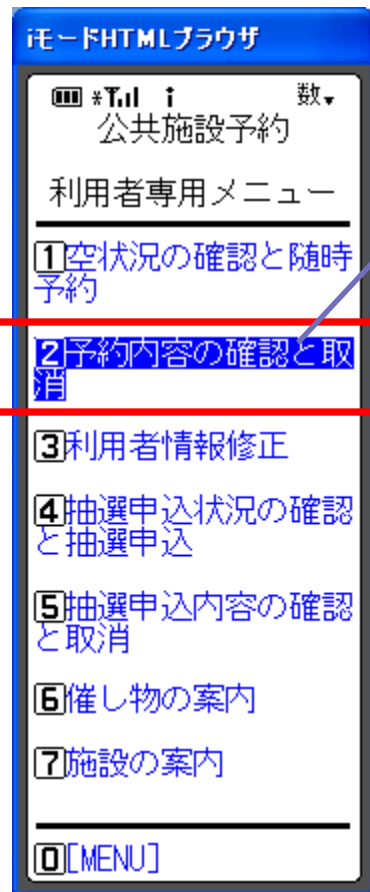 iモードHTMLブラウザ
数▼
公共施設予約
利用者専用メニュー
1空状況の確認と随時
予約
2予約内容の確認と取
消
3利用者情報修正
4抽選申込状況の確認
と抽選申込
5抽選申込内容の確認
と取消
6催し物の案内
7施設の案内
0[MENU]